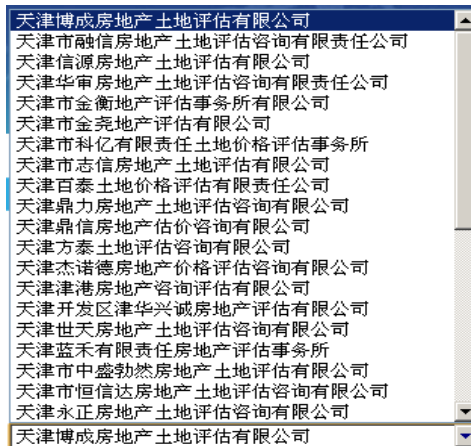 天津博成房地产土地评估有限公司
天津市融信房地产土地评估咨询有限责任公司
天津信源房地产土地评估有限公司
天津华审房地产土地评估咨询有限责任公司
天津市金衡地产评估事务所有限公司
天津市金尧地产评估有限公司
天津市科亿有限责任土地价格评估事务所
天津市志信房地产土地评估有限公司
天津百泰土地价格评估有限责任公司
天津鼎力房地产土地评估咨询有限公司
天津鼎信房地产估价咨询有限公司
天津方泰土地评估咨询有限公司
天津杰诺德房地产价格评估咨询有限公司
天津津港房地产咨询评估有限公司
天津开发区津华兴诚房地产评估有限公司
天津世天房地产土地评估咨询有限公司
天津蓝禾有限责任房地产评估事务所
天津市中盛勃然房地产土地评估有限公司
天津市恒信达房地产土地评估咨询有限公司
天津永正房地产土地评估咨询有限公司
天津博成房地产土地评估有限公司